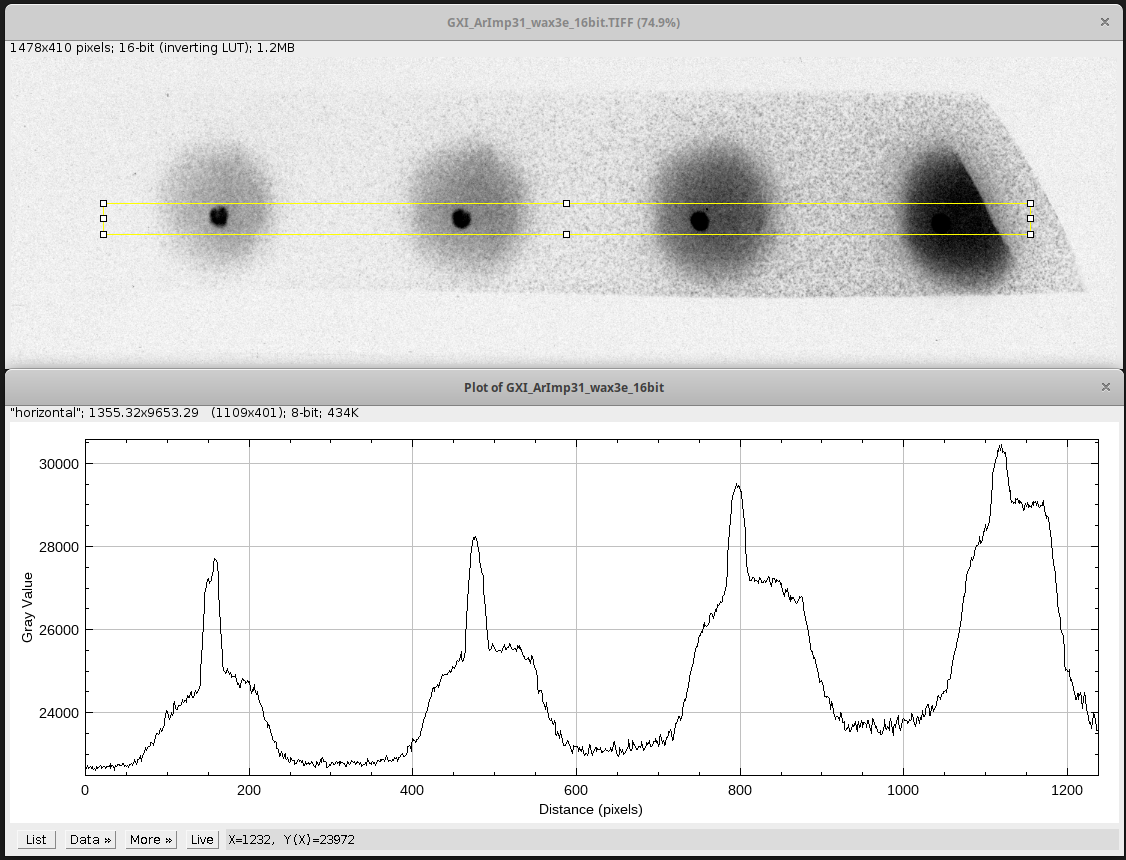 GXI_ArImp31_wax3e_16bit.TIFF (74.9%)
1478x410 pixels; 16-bit (inverting LUT); 1.2MB
Plot of GXI_ArImp31_wax3e_16bit
"horizontal"; 1355.32x9653.29 (1109x401); 8-bit; 434K
30000
28000
26000
24000
Gray Value
0 200 400 600 800 1000 1200
Distance (pixels)
List Data » More » Live X=1232, Y(X)=23972